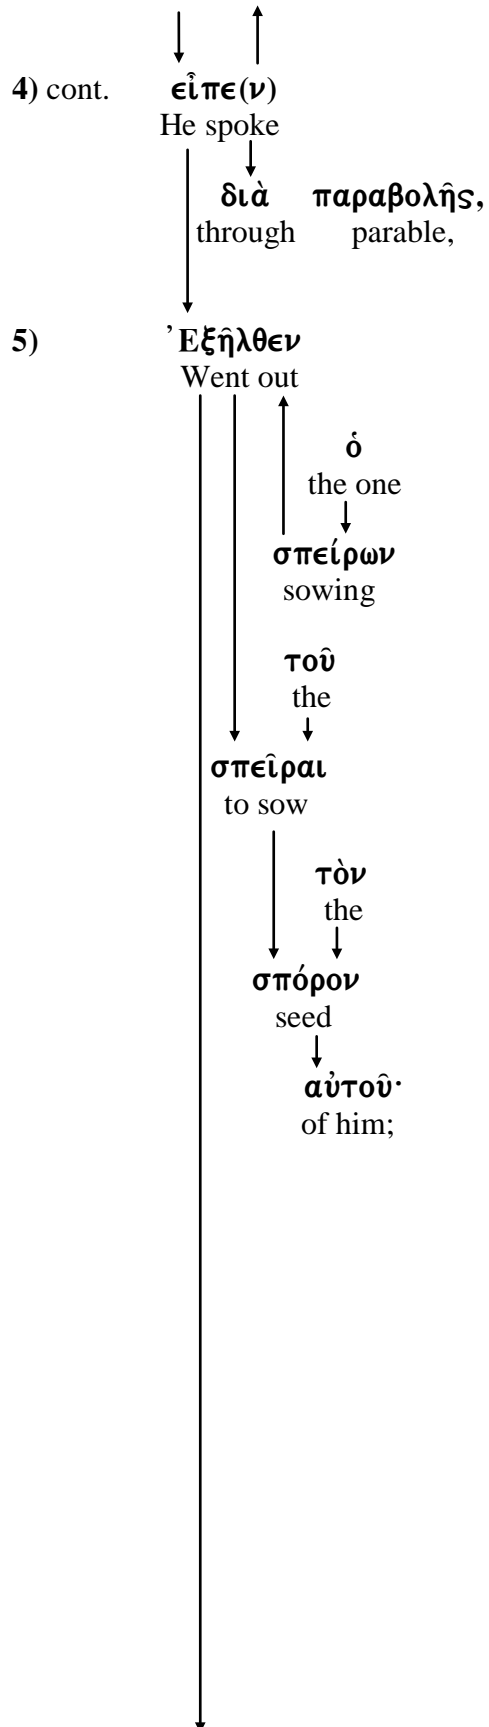 4) cont. εἶπε(ν)
He spoke
διὰ παραβολῆς,
through parable,
5) Ἐξῆλθεν
Went out
ὁ
the one
σπείρων
sowing
τοῦ
the
σπεῖραι
to sow
τὸν
the
σπόρον
seed
αὐτοῦ·
of him;